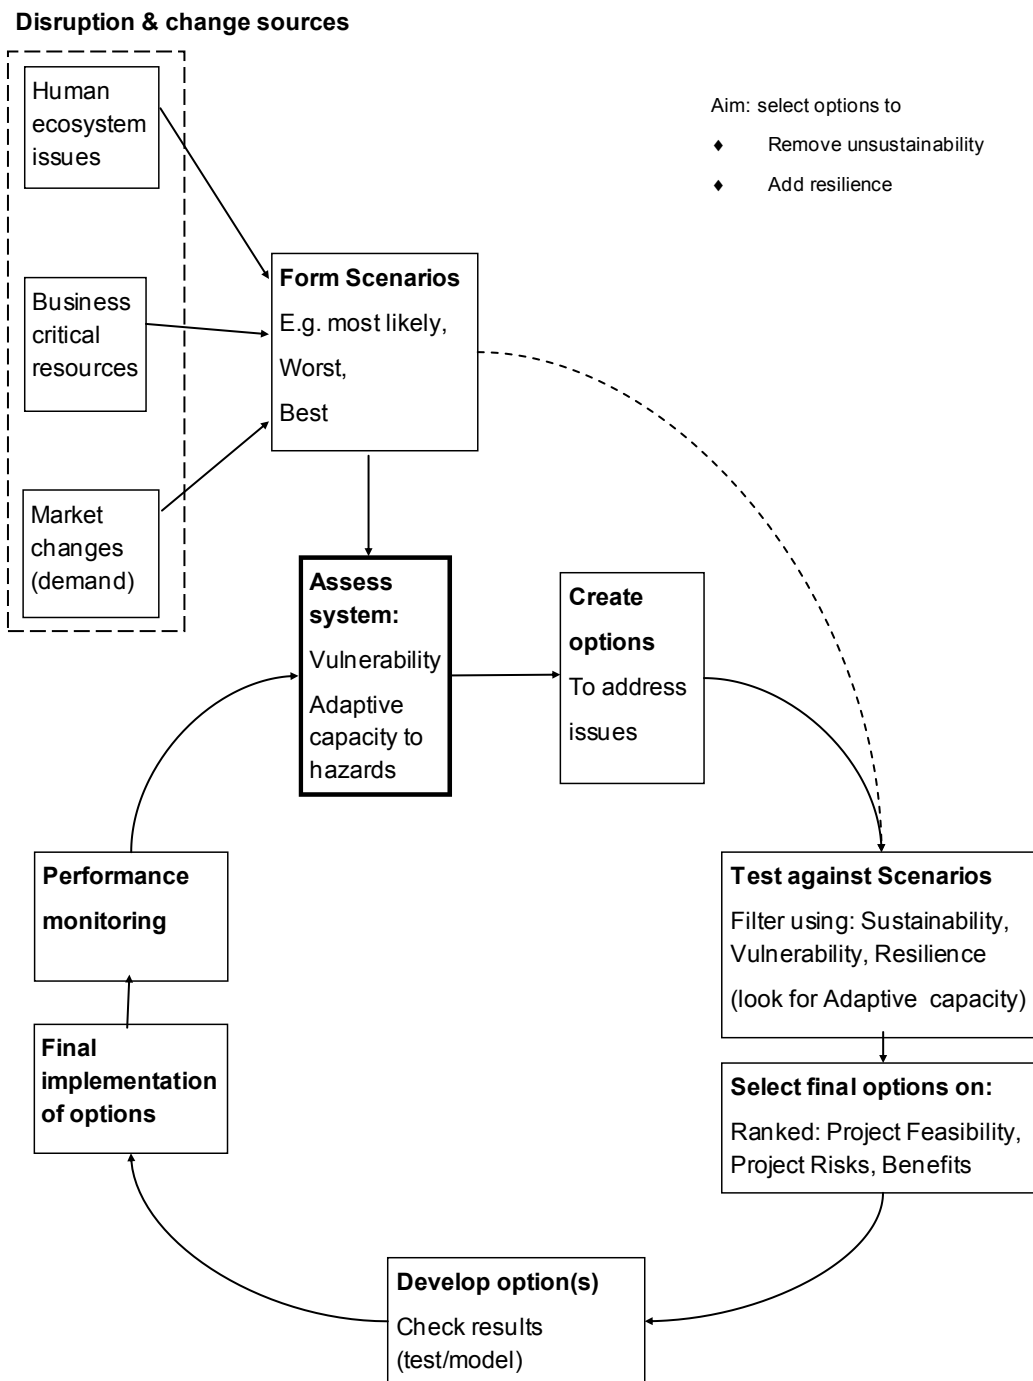 Disruption & change sources
Human
ecosystem
issues
Aim: select options to
♦ Remove unsustainability
♦ Add resilience
Business
critical
resources
Form Scenarios
E.g. most likely,
Worst,
Best
Market
changes
(demand)
Assess
system:
Vulnerability
Adaptive
capacity to
hazards
Create
options
To address
issues
Test against Scenarios
Filter using: Sustainability,
Vulnerability, Resilience
(look for Adaptive capacity)
Select final options on:
Ranked: Project Feasibility,
Project Risks, Benefits
Develop option(s)
Check results
(test/model)
Final
implementation
of options
Performance
monitoring